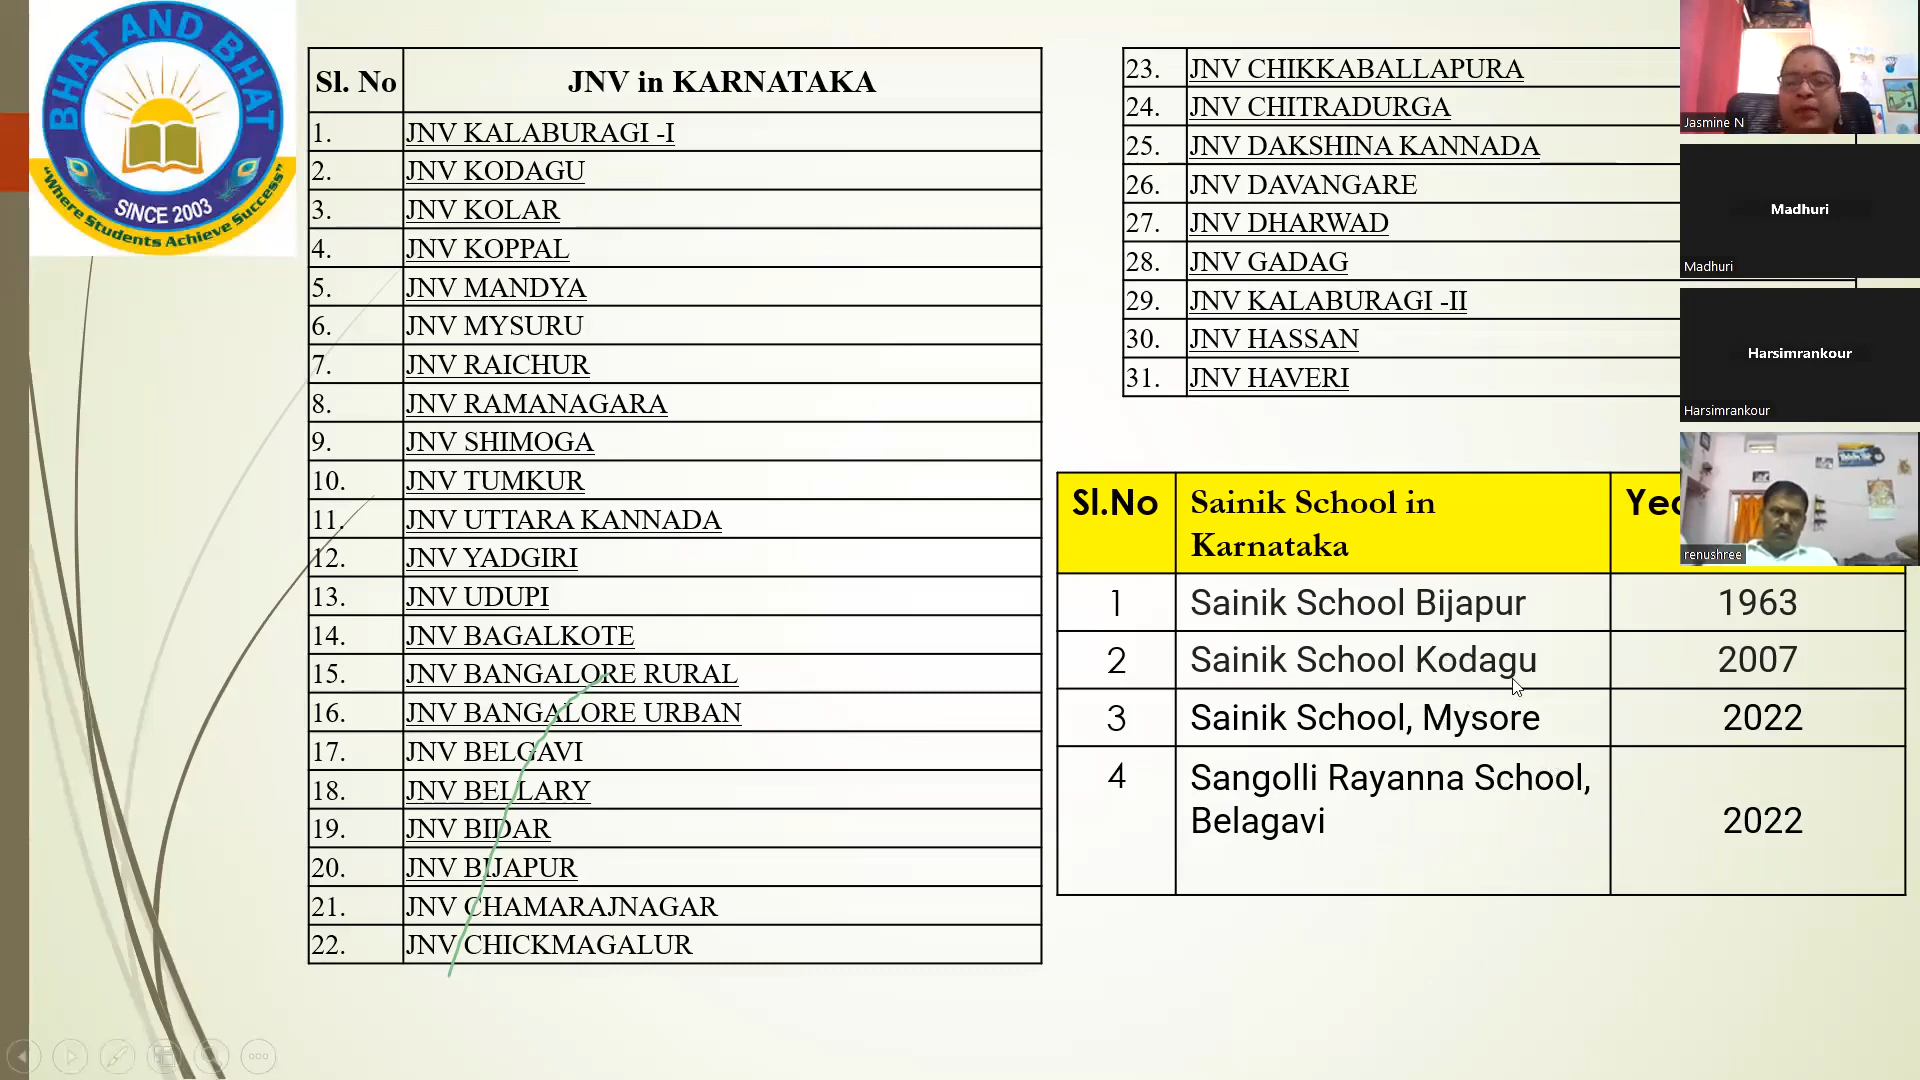 BHAT AND BHAT
SINCE 2003
"Where Students Achieve Success"
Sl. No JNV in KARNATAKA
1. JNV KALABURAGI -I
2. JNV KODAGU
3. JNV KOLAR
4. JNV KOPPAL
5. JNV MANDYA
6. JNV MYSURU
7. JNV RAICHUR
8. JNV RAMANAGARA
9. JNV SHIMOGA
10. JNV TUMKUR
11. JNV UTTARA KANNADA
12. JNV YADGIRI
13. JNV UDUPI
14. JNV BAGALKOTE
15. JNV BANGALORE RURAL
16. JNV BANGALORE URBAN
17. JNV BELGAVI
18. JNV BELLARY
19. JNV BIDAR
20. JNV BIJAPUR
21. JNV CHAMARAJNAGAR
22. JNV CHICKMAGALUR
23. JNV CHIKKABALLAPURA
24. JNV CHITRADURGA
25. JNV DAKSHINA KANNADA
26. JNV DAVANGARE
27. JNV DHARWAD
28. JNV GADAG
29. JNV KALABURAGI -II
30. JNV HASSAN
31. JNV HAVERI
Sl.No Sainik School in
Karnataka
1 Sainik School Bijapur 1963
2 Sainik School Kodagu 2007
3 Sainik School, Mysore 2022
4 Sangolli Rayanna School,
Belagavi 2022
Jasmine N
Madhuri
Madhuri
Harsimrankour
Harsimrankour
renushree